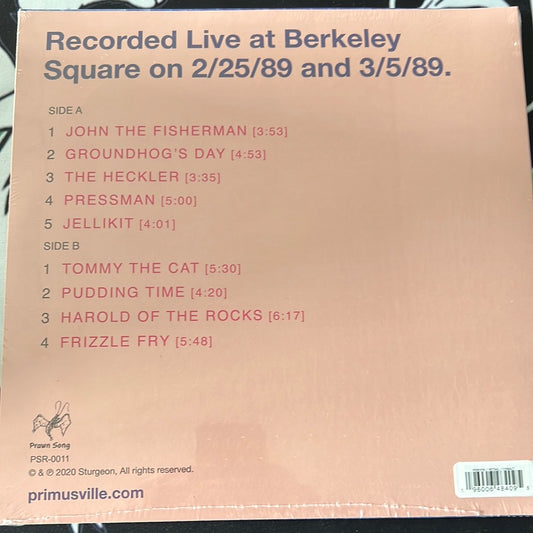 Recorded Live at Berkeley
Square on 2/25/89 and 3/5/89.
SIDE A
1 JOHN THE FISHERMAN [3:53]
2 GROUNDHOG'S DAY [4:53]
3 THE HECKLER [3:35]
4 PRESSMAN [5:00]
5 JELLIKIT [4:01]
SIDE B
1 TOMMY THE CAT [5:30]
2 PUDDING TIME [4:20]
3 HAROLD OF THE ROCKS [6:17]
4 FRIZZLE FRY [5:48]
Prawn Song
PSR-0011
© & ℗ 2020 Sturgeon, All rights reserved.
primusville.com